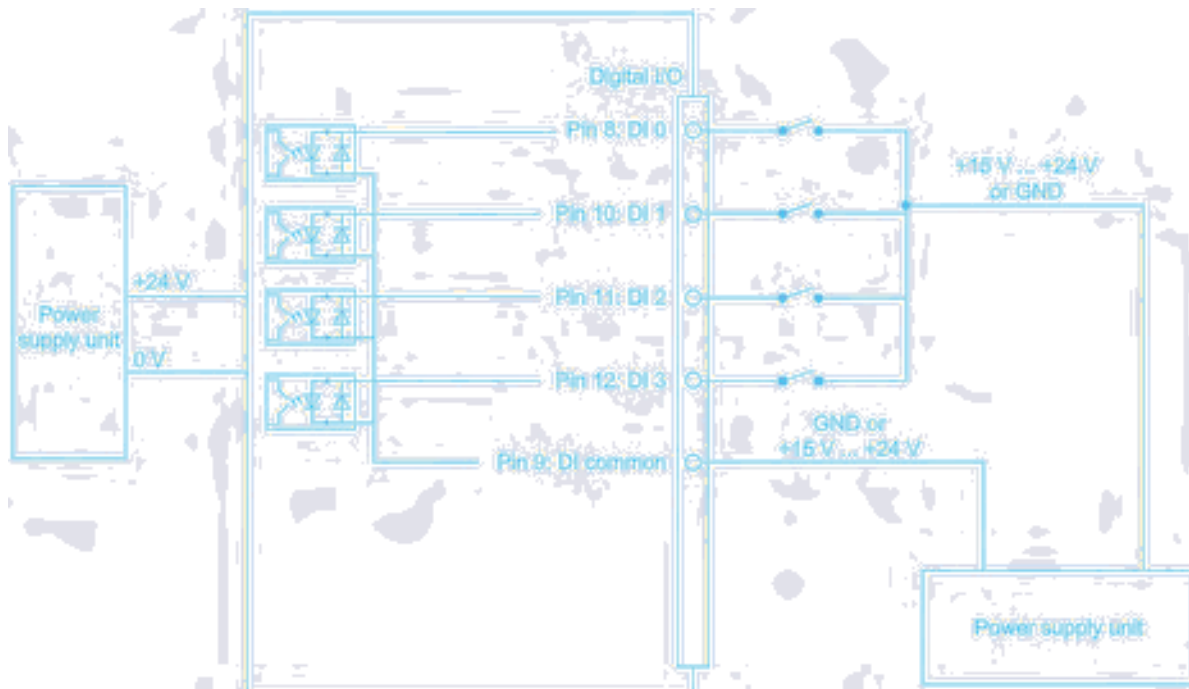 Digital I/O
Pin 8: DI 0
+15 V ... +24 V
or GND
Pin 10: DI 1
+24 V
Pin 11: DI 2
Power
supply unit
0 V
Pin 12: DI 3
GND or
+15 V ... +24 V
Pin 9: DI common
Power supply unit